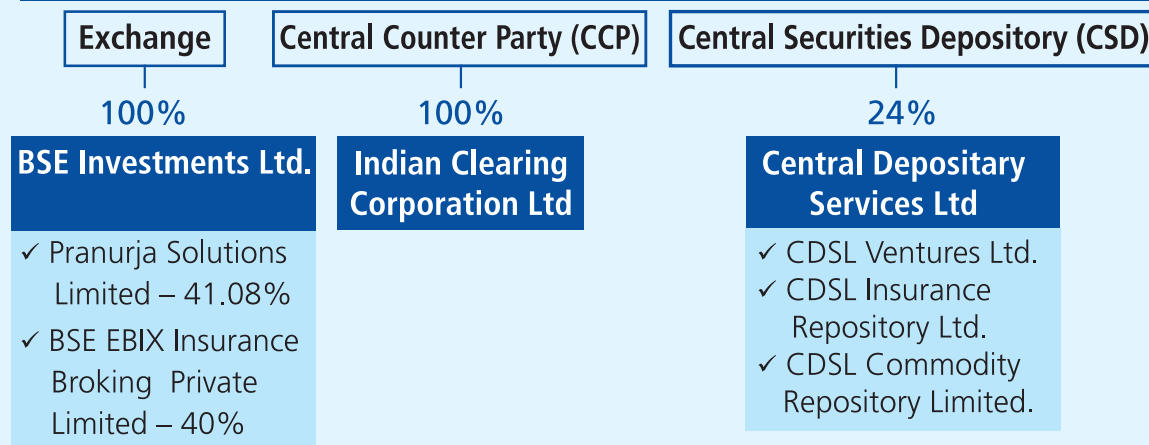 Exchange
100%
BSE Investments Ltd.
✓ Pranurja Solutions
Limited – 41.08%
✓ BSE EBIX Insurance
Broking Private
Limited – 40%
Central Counter Party (CCP)
100%
Indian Clearing
Corporation Ltd
Central Securities Depository (CSD)
24%
Central Depositary
Services Ltd
✓ CDSL Ventures Ltd.
✓ CDSL Insurance
Repository Ltd.
✓ CDSL Commodity
Repository Limited.